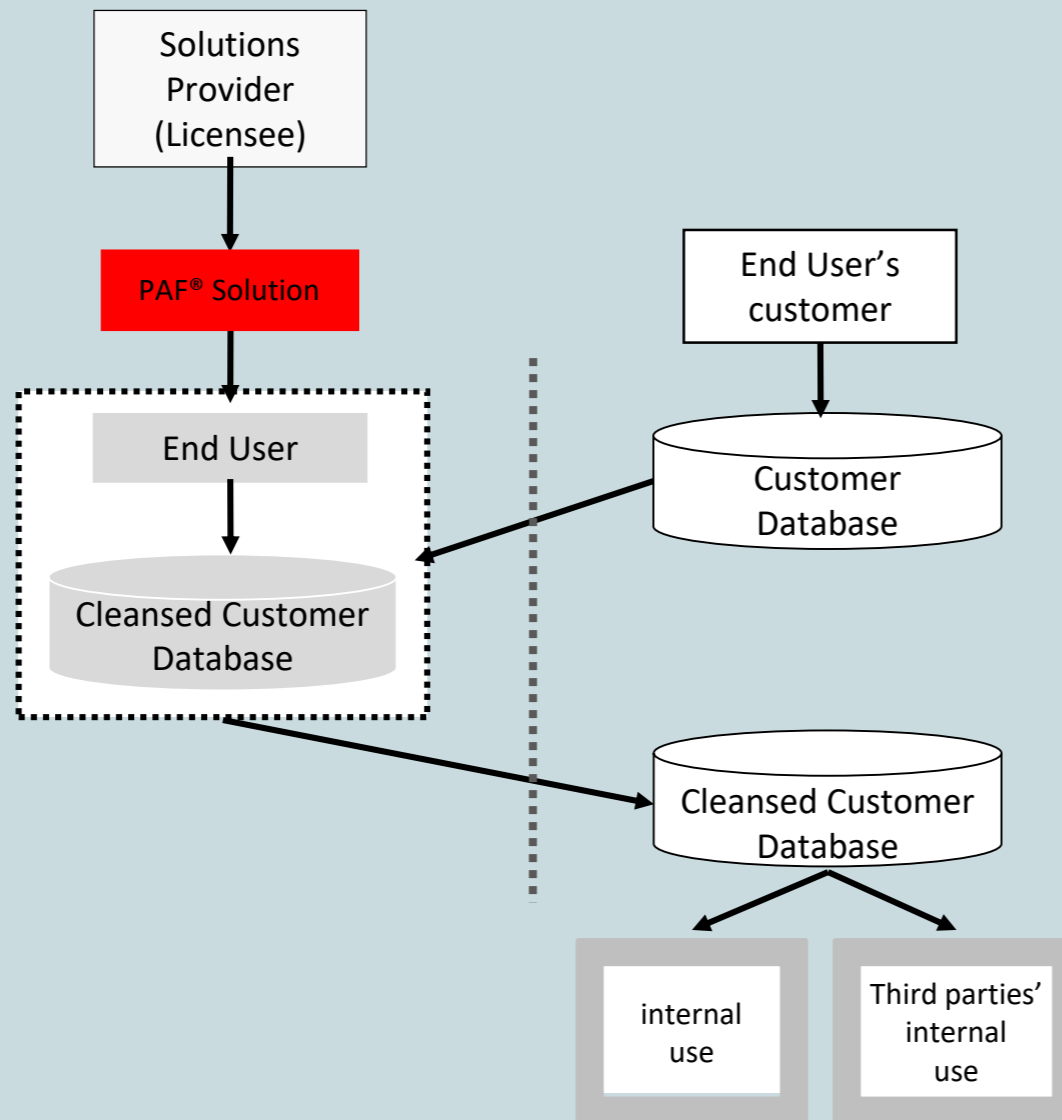 Solutions
Provider
(Licensee)
PAF® Solution
End User
Cleansed Customer
Database
End User’s
customer
Customer
Database
Cleansed Customer
Database
internal
use
Third parties’
internal
use